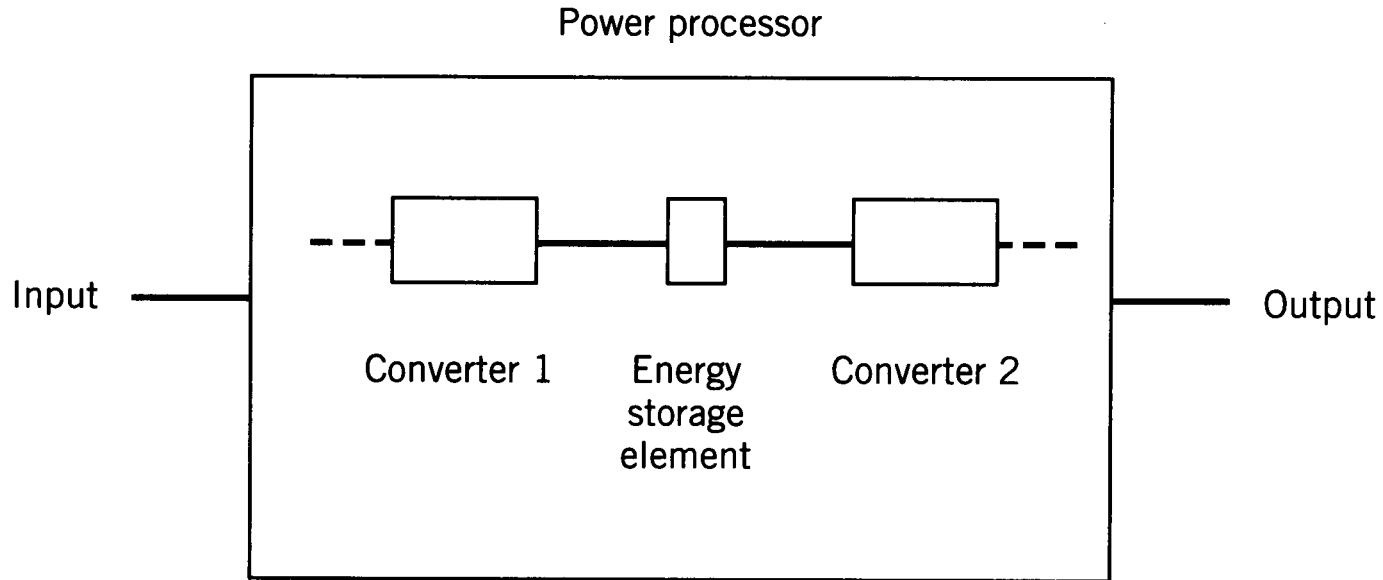 Power processor
Input
Output
Converter 1
Energy
storage
element
Converter 2